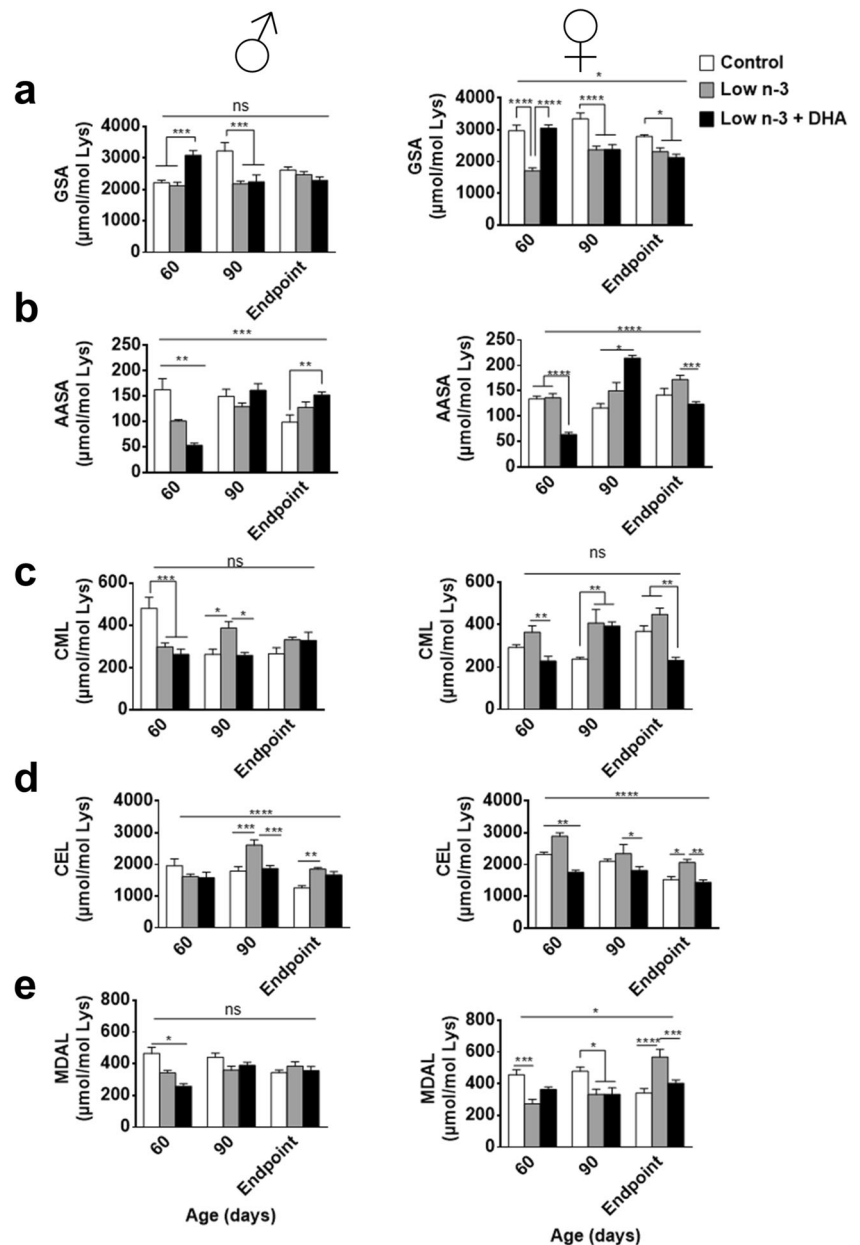 Control
Low n-3
Low n-3 + DHA
a
ns
***
***
GSA
(µmol/mol Lys)
4000
3000
2000
1000
0
60
90
Endpoint
*
****
****
****
*
GSA
(µmol/mol Lys)
4000
3000
2000
1000
0
60
90
Endpoint
b
***
**
**
AASA
(µmol/mol Lys)
250
200
150
100
50
0
60
90
Endpoint
****
****
*
***
AASA
(µmol/mol Lys)
250
200
150
100
50
0
60
90
Endpoint
c
ns
***
*
*
CML
(µmol/mol Lys)
600
400
200
0
60
90
Endpoint
ns
**
**
**
CML
(µmol/mol Lys)
600
400
200
0
60
90
Endpoint
d
****
***
***
**
CEL
(µmol/mol Lys)
4000
3000
2000
1000
0
60
90
Endpoint
****
**
*
*
**
CEL
(µmol/mol Lys)
4000
3000
2000
1000
0
60
90
Endpoint
e
ns
*
MDAL
(µmol/mol Lys)
800
600
400
200
0
60
90
Endpoint
Age (days)
*
***
*
****
***
MDAL
(µmol/mol Lys)
800
600
400
200
0
60
90
Endpoint
Age (days)